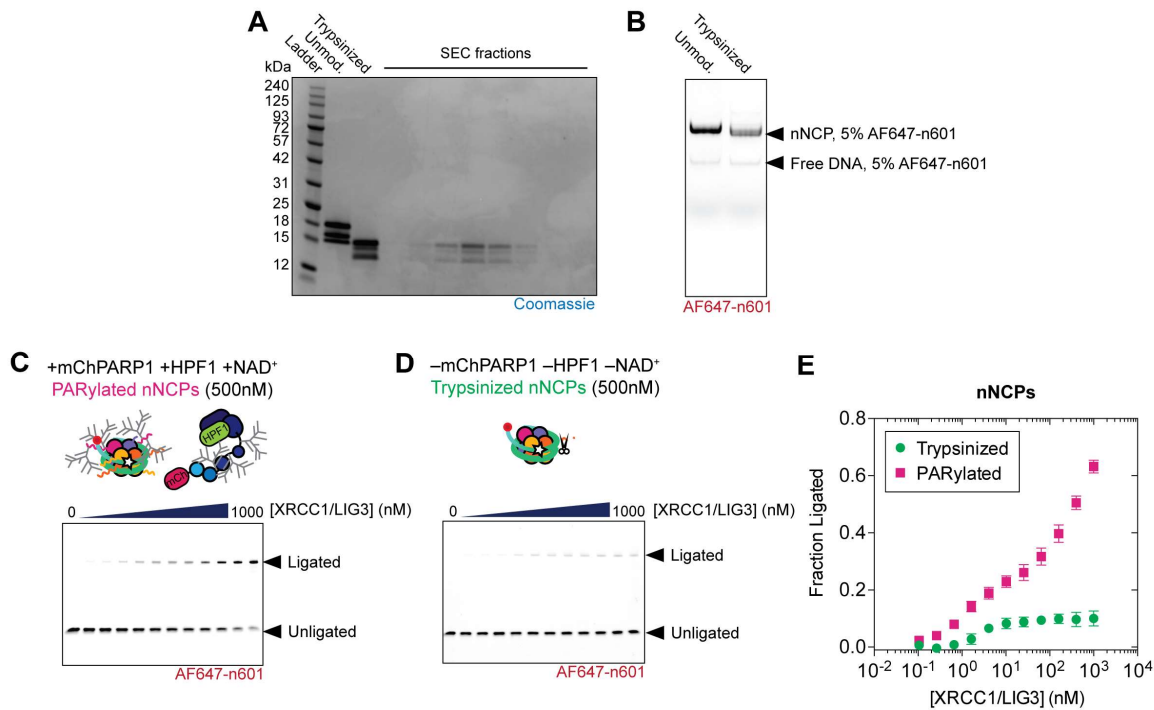 A
Ladder
Unmod.
Trypsinized
SEC fractions
kDa
240
125
93
72
57
42
31
25
18
15
12
Coomassie
B
Unmod.
Trypsinized
nNCP, 5% AF647-n601
Free DNA, 5% AF647-n601
AF647-n601
C
+mChPARP1 +HPF1 +NAD⁺
PARylated nNCPs (500nM)
HPF1
mCh
0 1000 [XRCC1/LIG3] (nM)
Ligated
Unligated
AF647-n601
D
–mChPARP1 –HPF1 –NAD⁺
Trypsinized nNCPs (500nM)
0 1000 [XRCC1/LIG3] (nM)
Ligated
Unligated
AF647-n601
E
nNCPs
Fraction Ligated
0.8
0.6
0.4
0.2
0.0
Trypsinized
PARylated
10⁻² 10⁻¹ 10⁰ 10¹ 10² 10³ 10⁴
[XRCC1/LIG3] (nM)